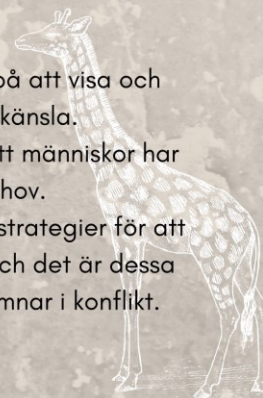 på att visa och
känsla.
tt människor har
hov.
strategier för att
ch det är dessa
mnar i konflikt.